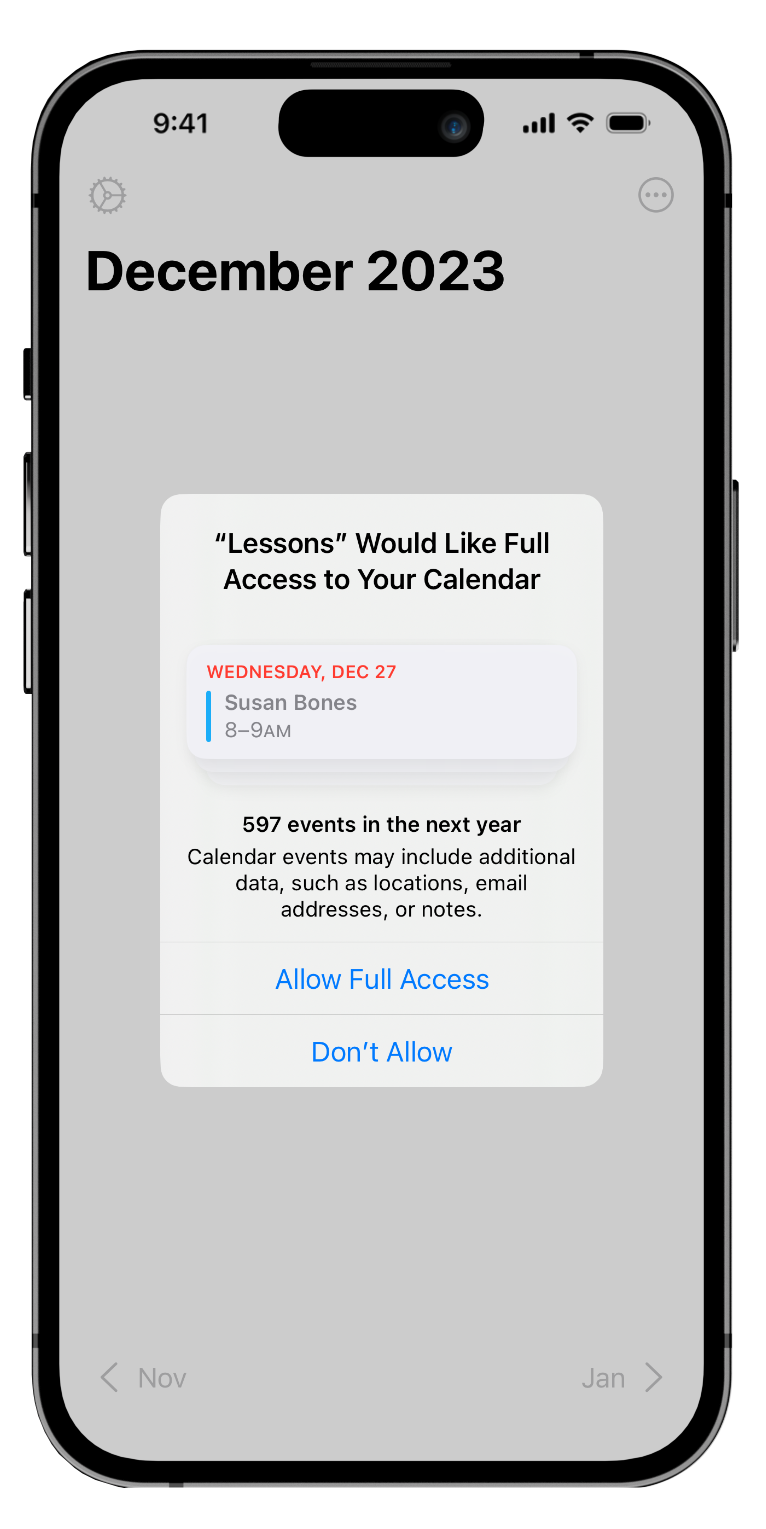 9:41
December 2023
“Lessons” Would Like Full
Access to Your Calendar
WEDNESDAY, DEC 27
Susan Bones
8–9AM
597 events in the next year
Calendar events may include additional
data, such as locations, email
addresses, or notes.
Allow Full Access
Don’t Allow
Nov Jan